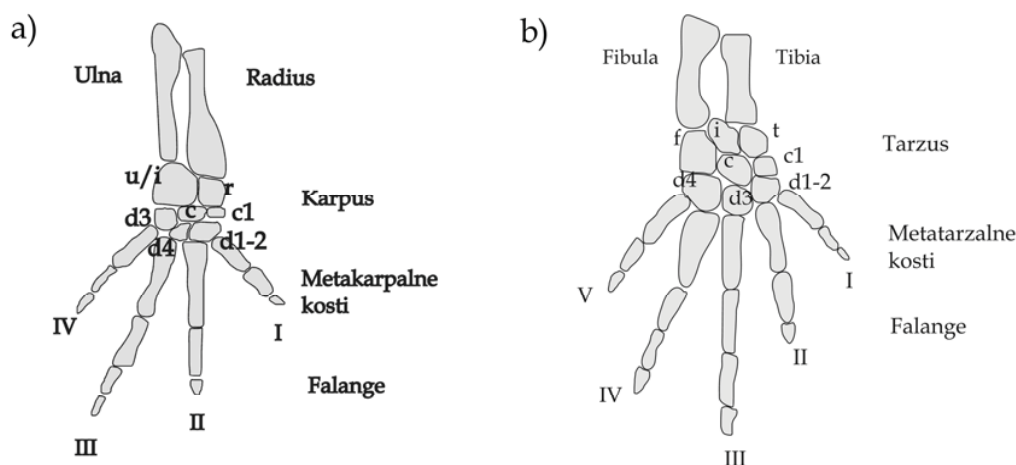 a)
Ulna
Radius
u/i
r
Karpus
c
c1
d3
d4
d1-2
Metakarpalne
kosti
IV
I
Falange
II
III
b)
Fibula
Tibia
f
i
t
Tarzus
c
c1
d4
d3
d1-2
Metatarzalne
kosti
V
I
Falange
II
IV
III